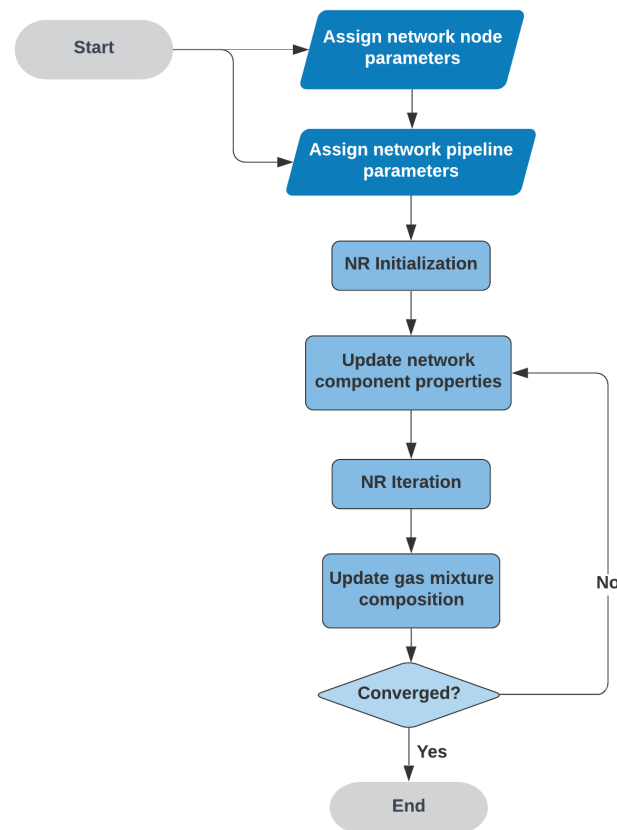 Start
Assign network node
parameters
Assign network pipeline
parameters
NR Initialization
Update network
component properties
NR Iteration
Update gas mixture
composition
No
Converged?
Yes
End